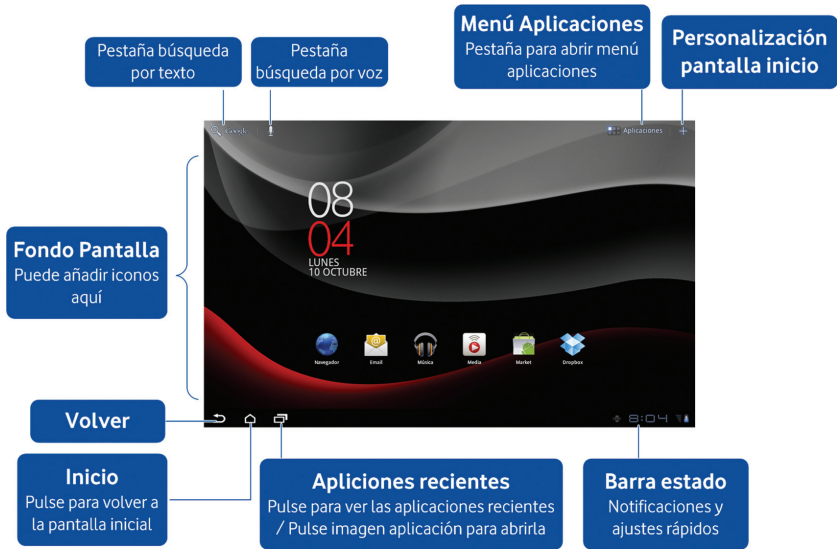 Menú Aplicaciones
Pestaña para abrir menú
aplicaciones
Personalización
pantalla inicio
Pestaña búsqueda
por texto
Pestaña
búsqueda por voz
Google
Aplicaciones
08
04
LUNES
10 OCTUBRE
Fondo Pantalla
Puede añadir iconos
aquí
Navegador
Email
Música
Media
Market
Dropbox
8:04
Volver
Inicio
Pulse para volver a
la pantalla inicial
Apliciones recientes
Pulse para ver las aplicaciones recientes
/ Pulse imagen aplicación para abrirla
Barra estado
Notificaciones y
ajustes rápidos